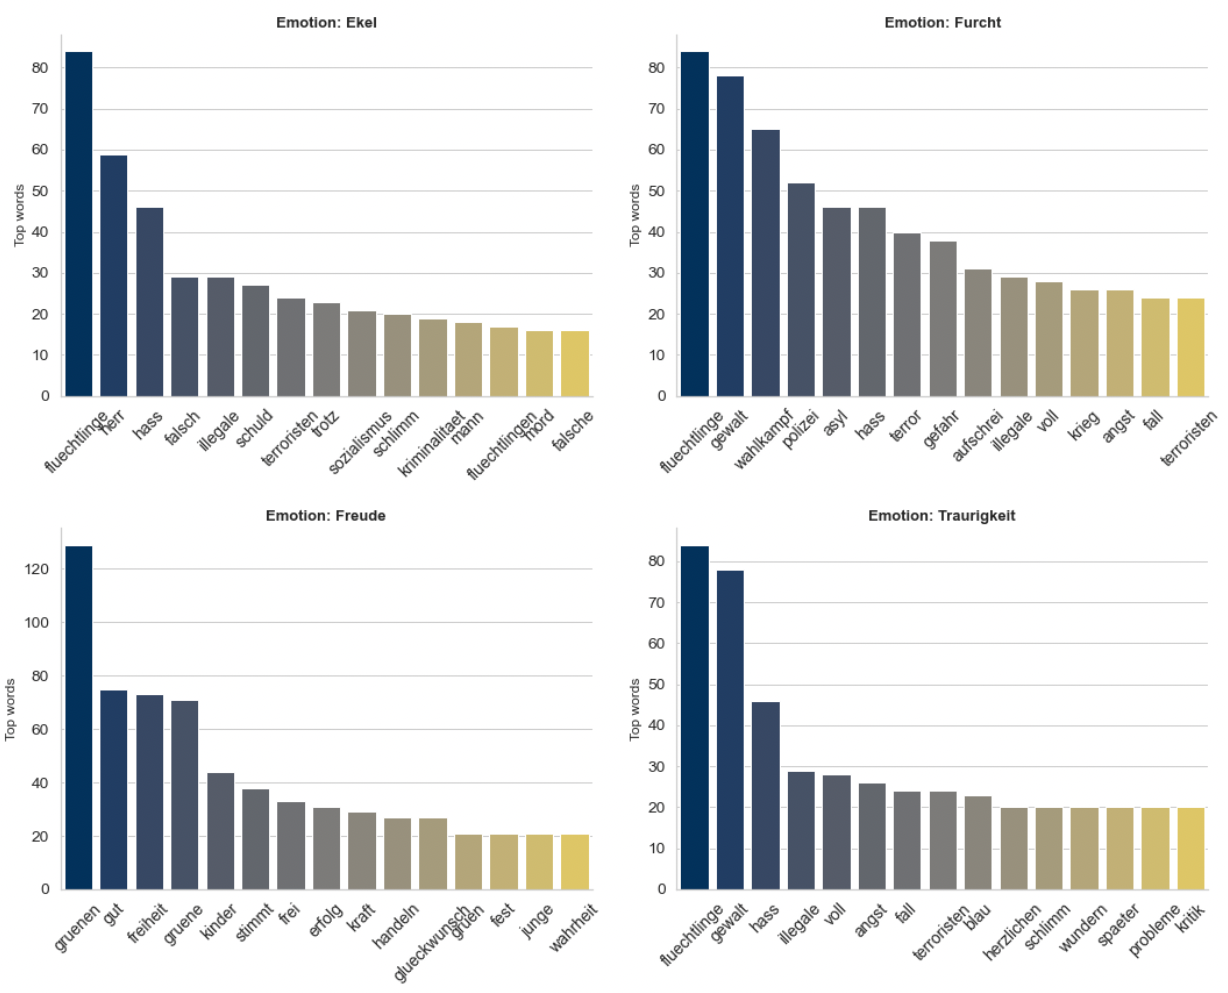 Emotion: Ekel
Top words
80
70
60
50
40
30
20
10
0
fluechtlinge
herr
hass
falsch
illegale
schuld
terroristen
trotz
sozialismus
schlimm
kriminalitaet
mann
fluechtlingen
mord
falsche
Emotion: Furcht
Top words
80
70
60
50
40
30
20
10
0
fluechtlinge
gewalt
wahlkampf
polizei
asyl
hass
terror
gefahr
aufschrei
illegale
voll
krieg
angst
fall
terroristen
Emotion: Freude
Top words
120
100
80
60
40
20
0
gruenen
gut
freiheit
gruene
kinder
stimmt
frei
erfolg
kraft
handeln
glueckwunsch
gruen
fest
junge
wahrheit
Emotion: Traurigkeit
Top words
80
70
60
50
40
30
20
10
0
fluechtlinge
gewalt
hass
illegale
voll
angst
fall
terroristen
blau
herzlichen
schlimm
wundern
spaeter
probleme
kritik